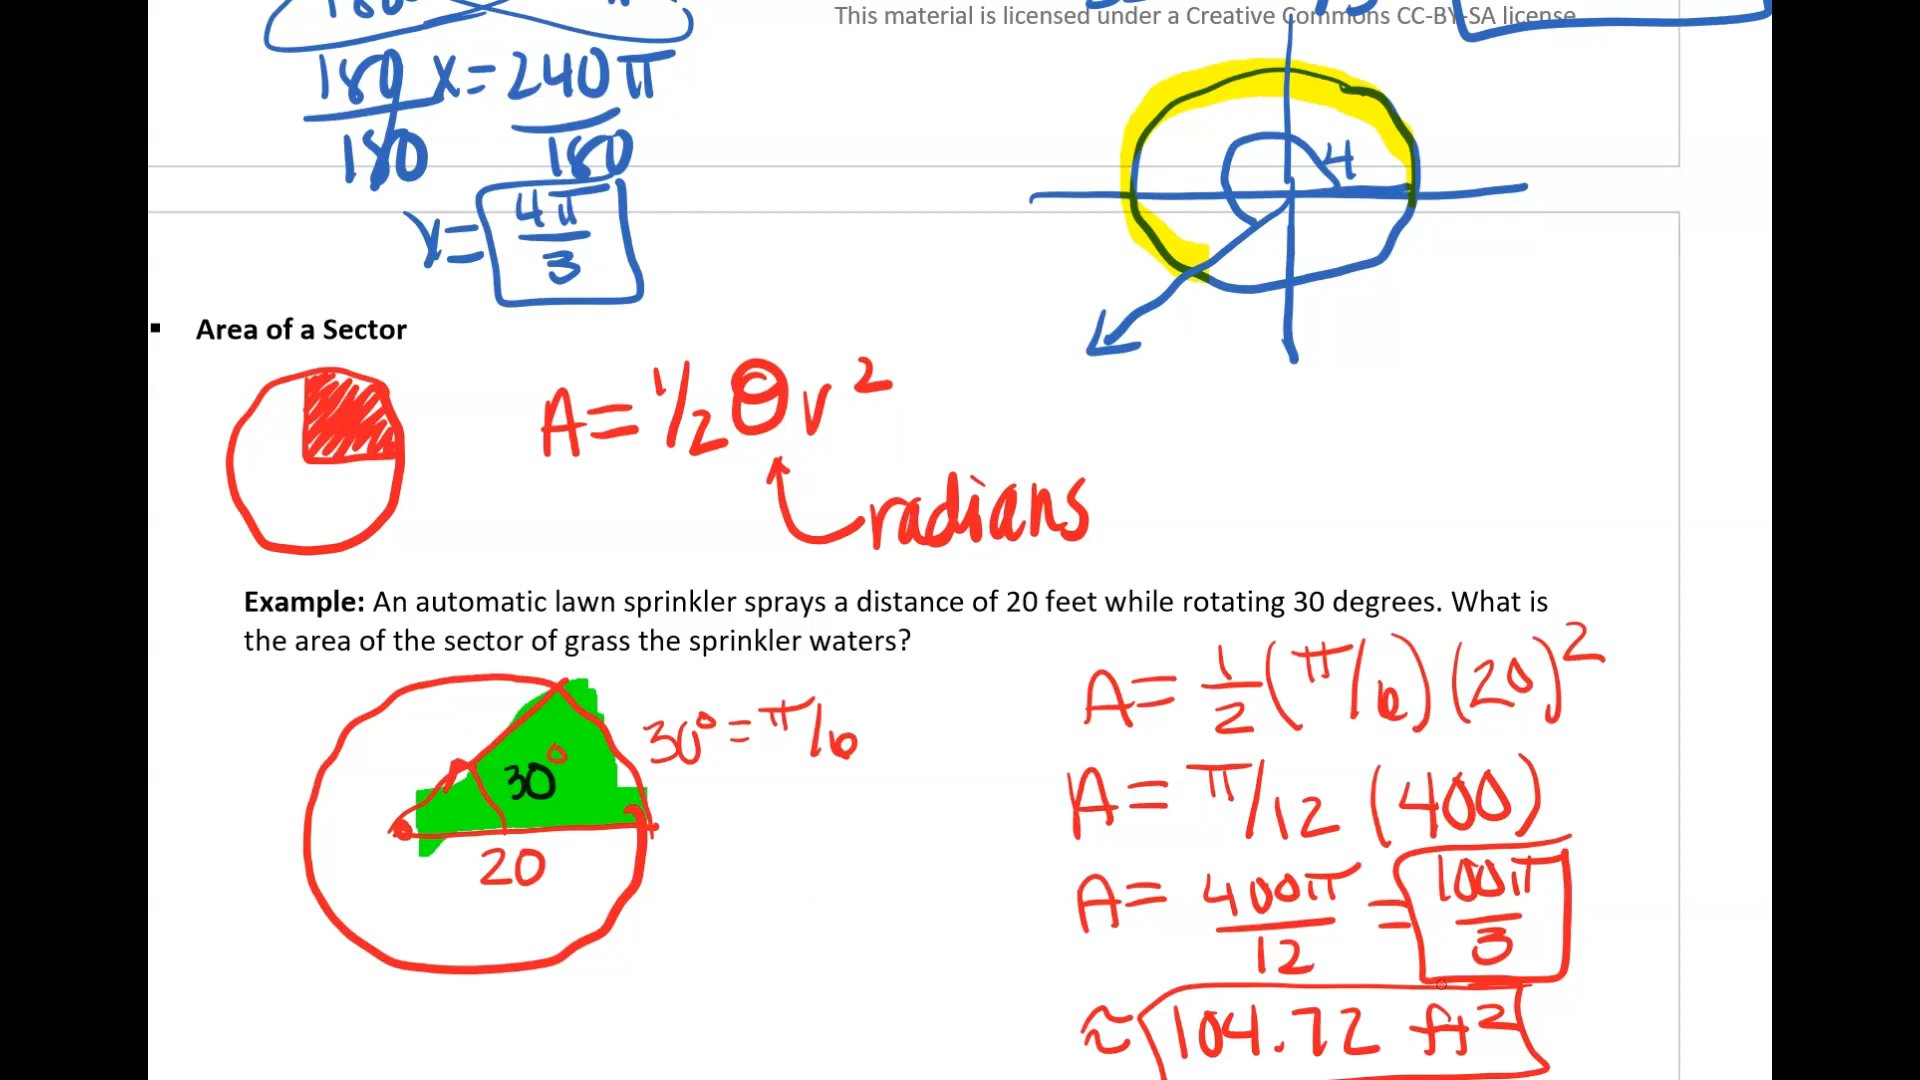 This material is licensed under a Creative Commons CC-BY-SA license
180x = 240π
180 180
x = 4π/3
4
▪ Area of a Sector
A = 1/2 θ r²
radians
Example: An automatic lawn sprinkler sprays a distance of 20 feet while rotating 30 degrees. What is
the area of the sector of grass the sprinkler waters?
30°
20
30° = π/6
A = 1/2 (π/6) (20)²
A = π/12 (400)
A = 400π/12 = 100π/3
≈ 104.72 ft²